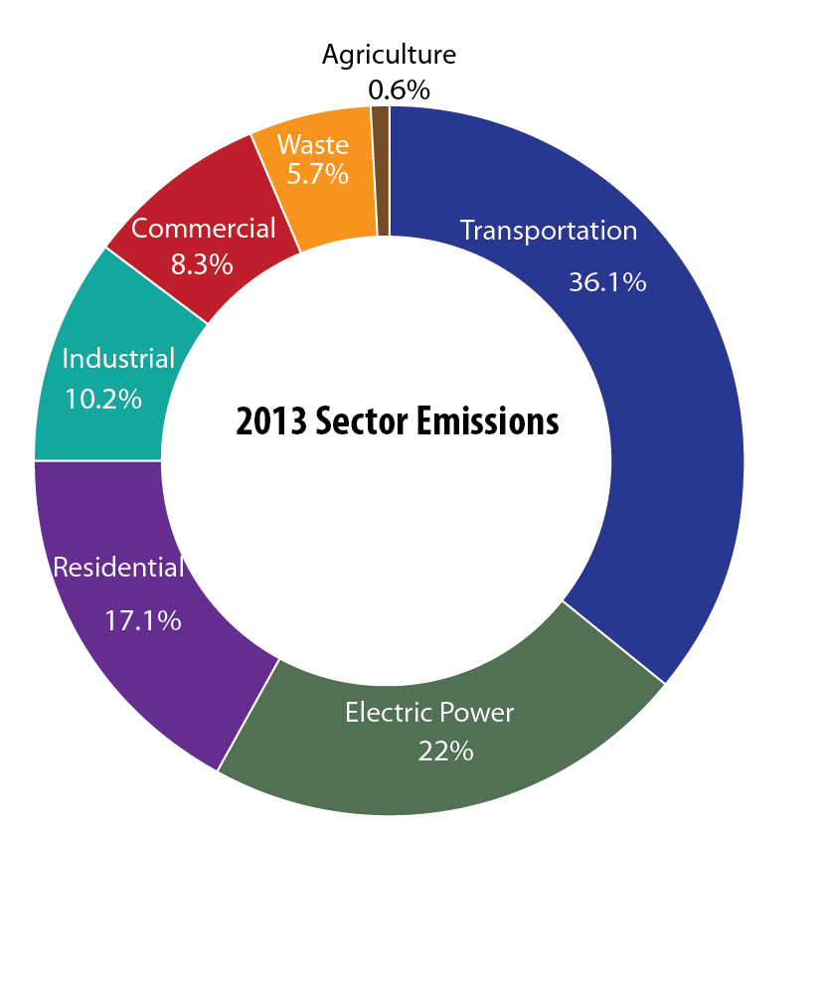 Agriculture
0.6%
Waste
5.7%
Transportation
36.1%
Commercial
8.3%
Industrial
10.2%
2013 Sector Emissions
Residential
17.1%
Electric Power
22%